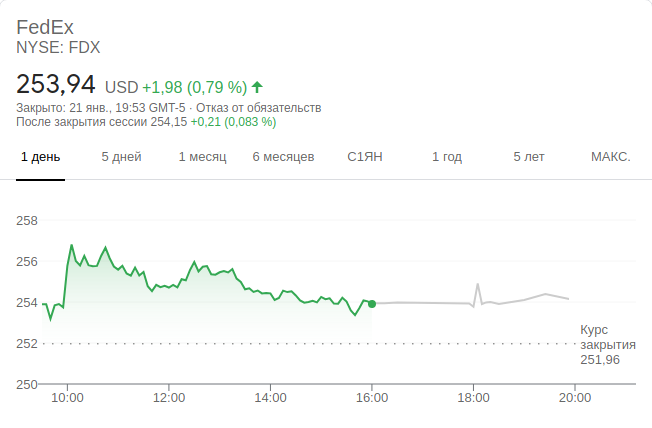 FedEx
NYSE: FDX
253,94 USD +1,98 (0,79 %)
Закрыто: 21 янв., 19:53 GMT-5 · Отказ от обязательств
После закрытия сессии 254,15 +0,21 (0,083 %)
1 день 5 дней 1 месяц 6 месяцев С1ЯН 1 год 5 лет МАКС.
258
256
254
252
250
Курс
закрытия
251,96
10:00 12:00 14:00 16:00 18:00 20:00